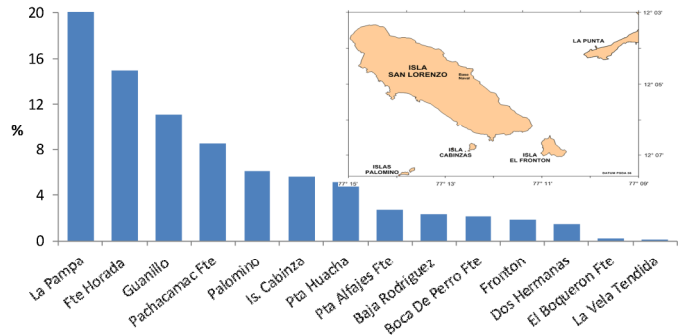 20
16
12
%
8
4
0
La Pampa
Fte Horada
Guanillo
Pachacamac Fte
Palomino
Is. Cabinza
Pta Huacha
Pta Alfajes Fte
Baja Rodriguez
Boca De Perro Fte
Fronton
Dos Hermanas
El Boqueron Fte
La Vela Tendida
12° 03'
LA PUNTA
ISLA
SAN LORENZO
Base
Naval
12° 05'
ISLA
CABINZAS
ISLA
EL FRONTON
12° 07'
ISLAS
PALOMINO
77° 15'
77° 13'
77° 11'
77° 09'